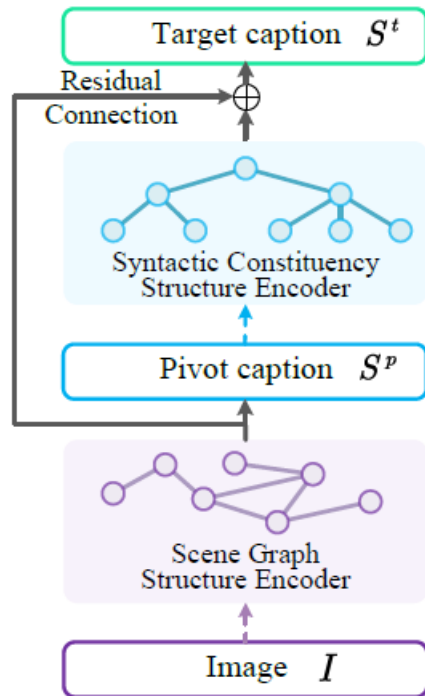 Target caption S^t
Residual
Connection
Syntactic Constituency
Structure Encoder
Pivot caption S^p
Scene Graph
Structure Encoder
Image I